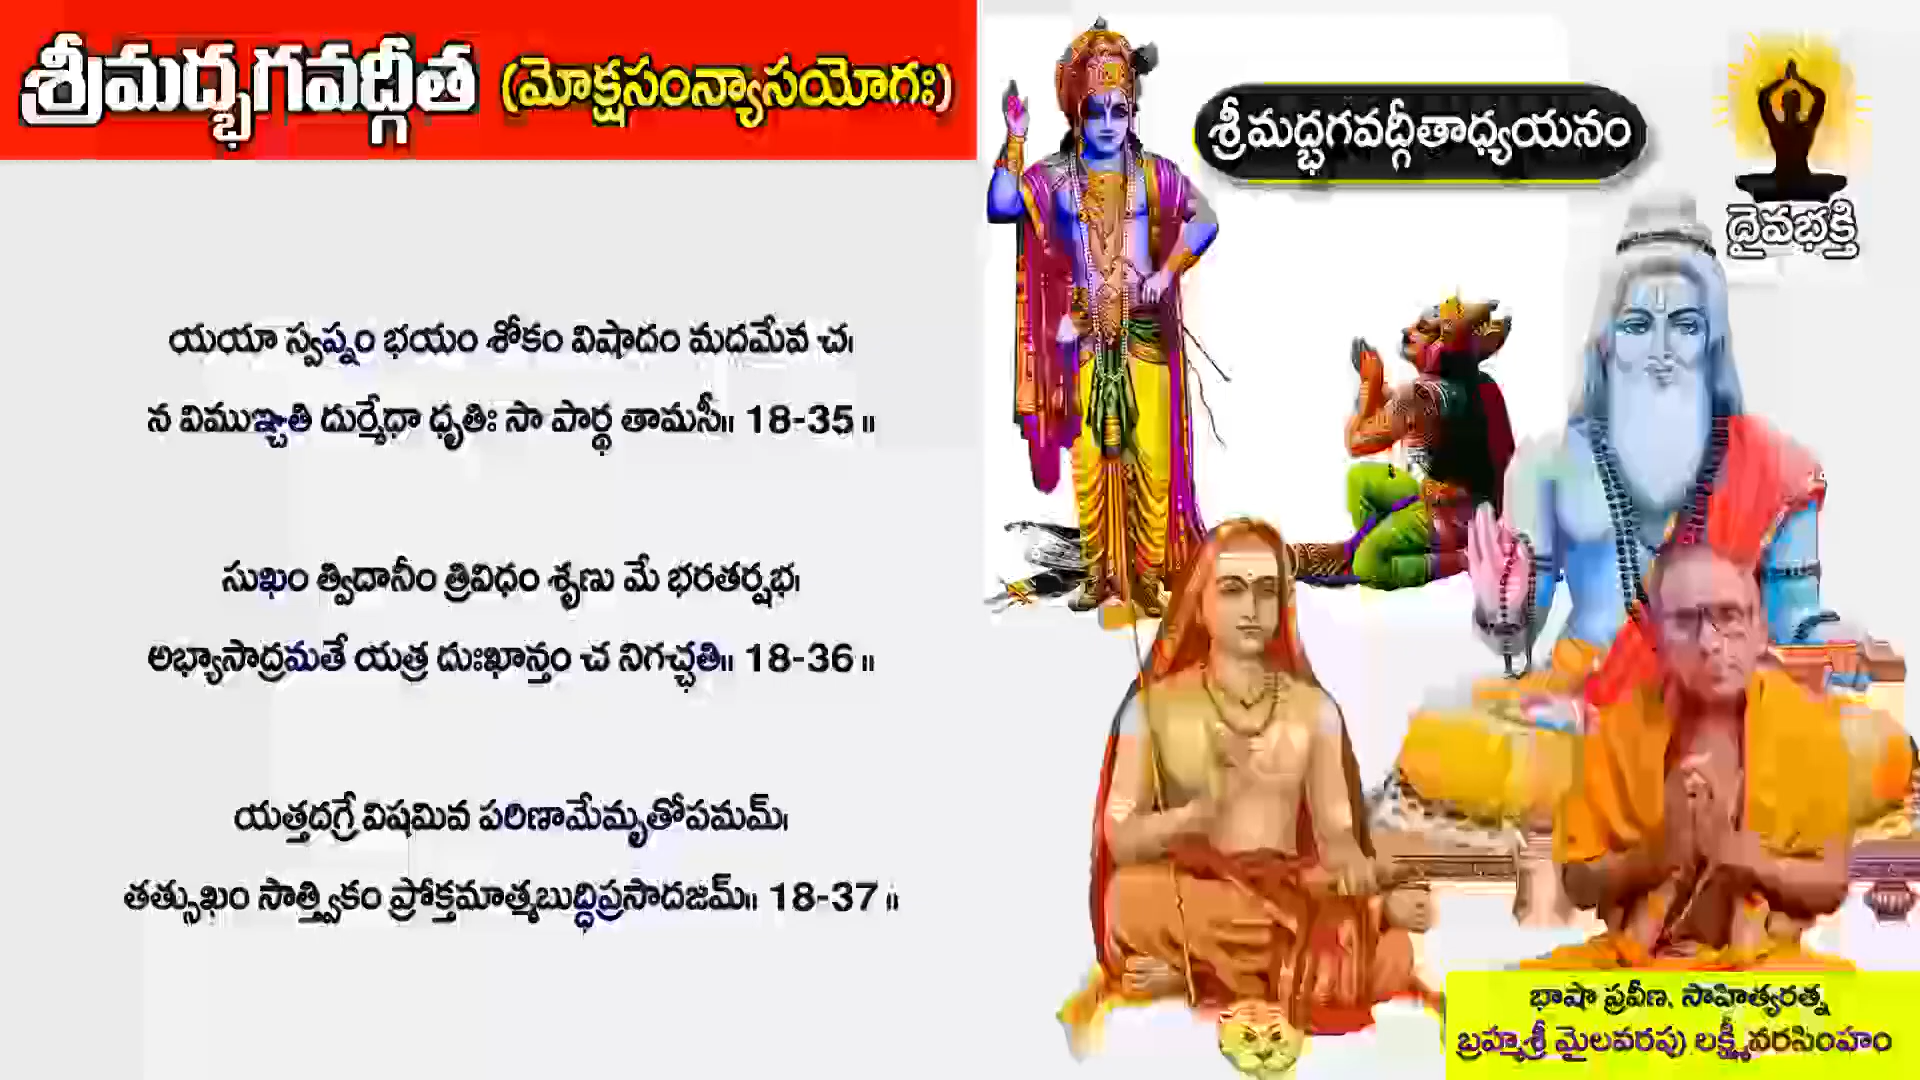 శ్రీమద్భగవద్గీత (మోక్షసంన్యాసయోగః)
శ్రీమద్భగవద్గీతాధ్యయనం
దైవభక్తి
యయా స్వప్నం భయం శోకం విషాదం మదమేవ చ।
న విముఞ్చతి దుర్మేధా ధృతిః సా పార్థ తామసీ॥ 18-35 ॥
సుఖం త్విదానీం త్రివిధం శృణు మే భరతర్షభ।
అభ్యాసాద్రమతే యత్ర దుఃఖాన్తం చ నిగచ్ఛతి॥ 18-36 ॥
యత్తదగ్రే విషమివ పరిణామేమృతోపమమ్।
తత్సుఖం సాత్త్వికం ప్రోక్తమాత్మబుద్ధిప్రసాదజమ్॥ 18-37 ॥
భాషా ప్రవీణ, సాహిత్యరత్న
బ్రహ్మశ్రీ మైలవరపు లక్ష్మీనరసింహం